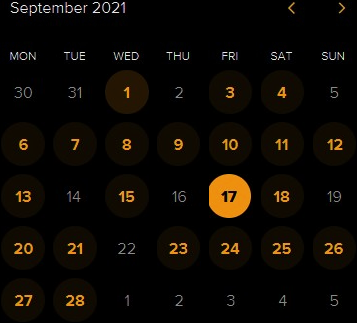 September 2021 < >
MON TUE WED THU FRI SAT SUN
30 31 1 2 3 4 5
6 7 8 9 10 11 12
13 14 15 16 17 18 19
20 21 22 23 24 25 26
27 28 1 2 3 4 5